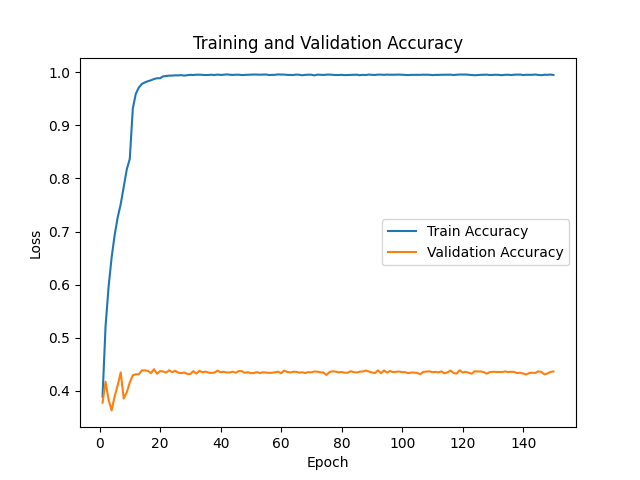 Training and Validation Accuracy
1.0
0.9
0.8
0.7
0.6
0.5
0.4
Loss
Train Accuracy
Validation Accuracy
0 20 40 60 80 100 120 140
Epoch